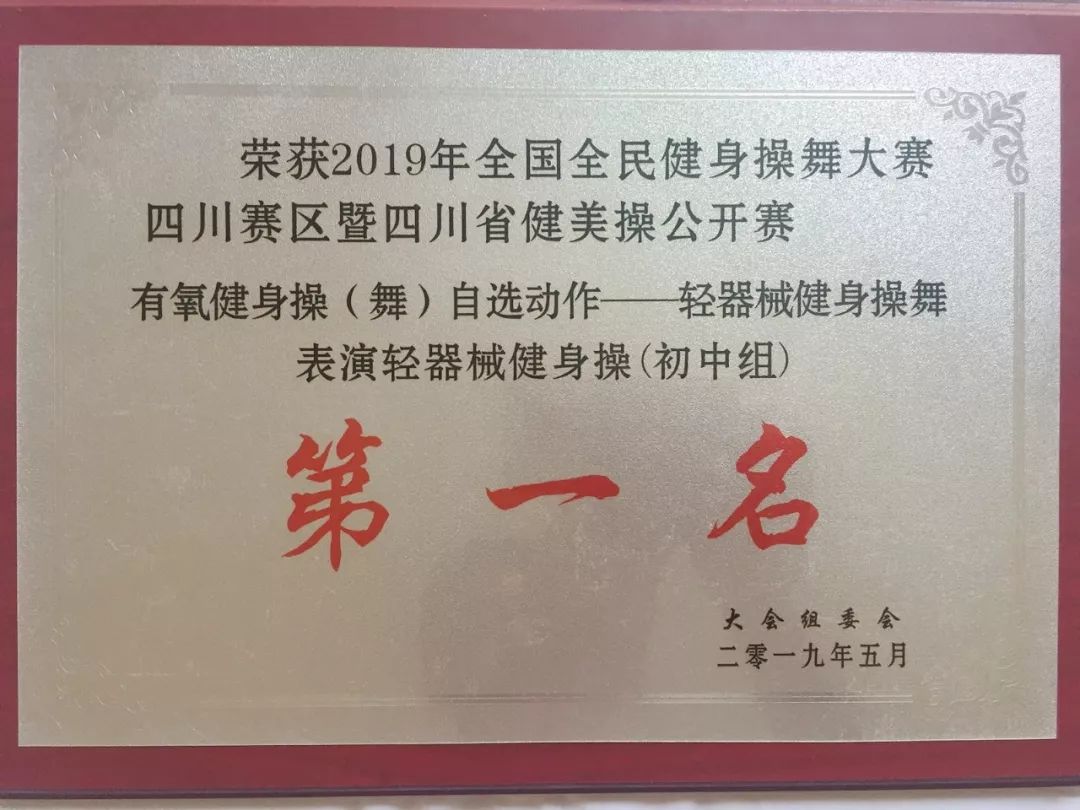 荣获2019年全国全民健身操舞大赛
四川赛区暨四川省健美操公开赛
有氧健身操（舞）自选动作——轻器械健身操舞
表演轻器械健身操(初中组)
第一名
大会组委会
二零一九年五月